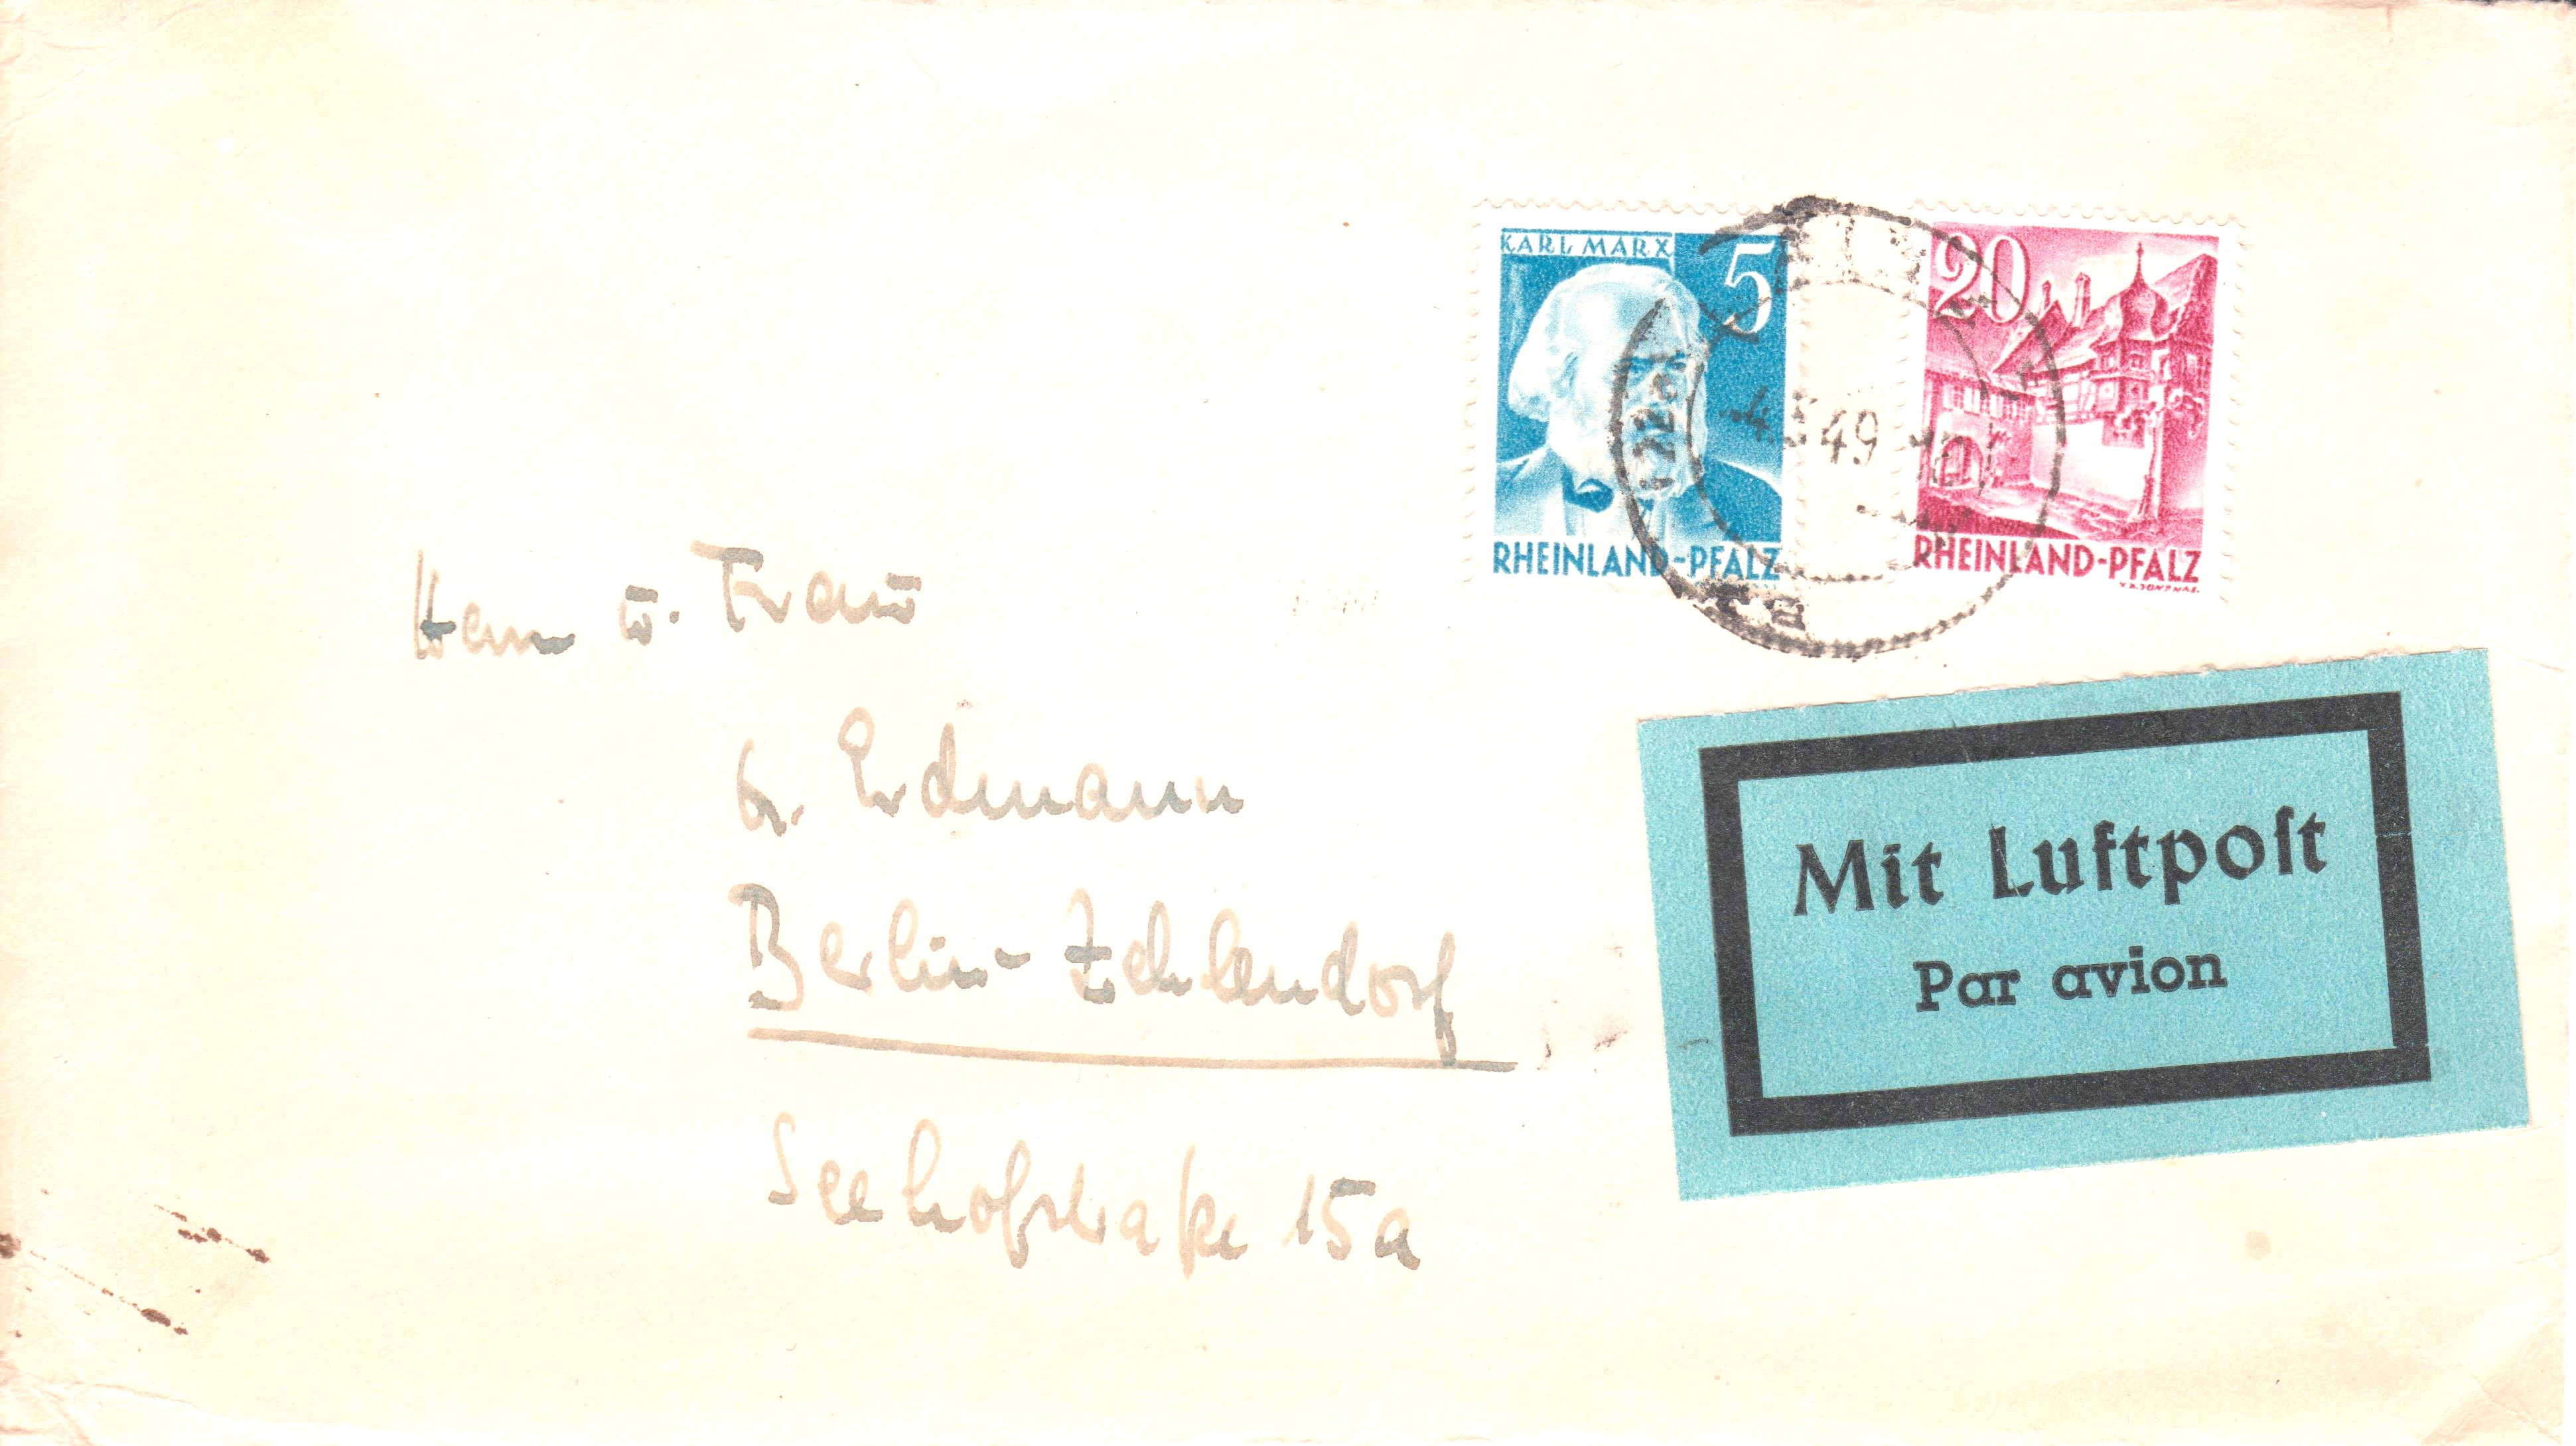 KARL MARX 5
RHEINLAND-PFALZ
20
RHEINLAND-PFALZ
49
Herrn u. Frau
G. Erdmann
Berlin-Zehlendorf
Seehofstraße 15a
Mit Luftpoſt
Par avion